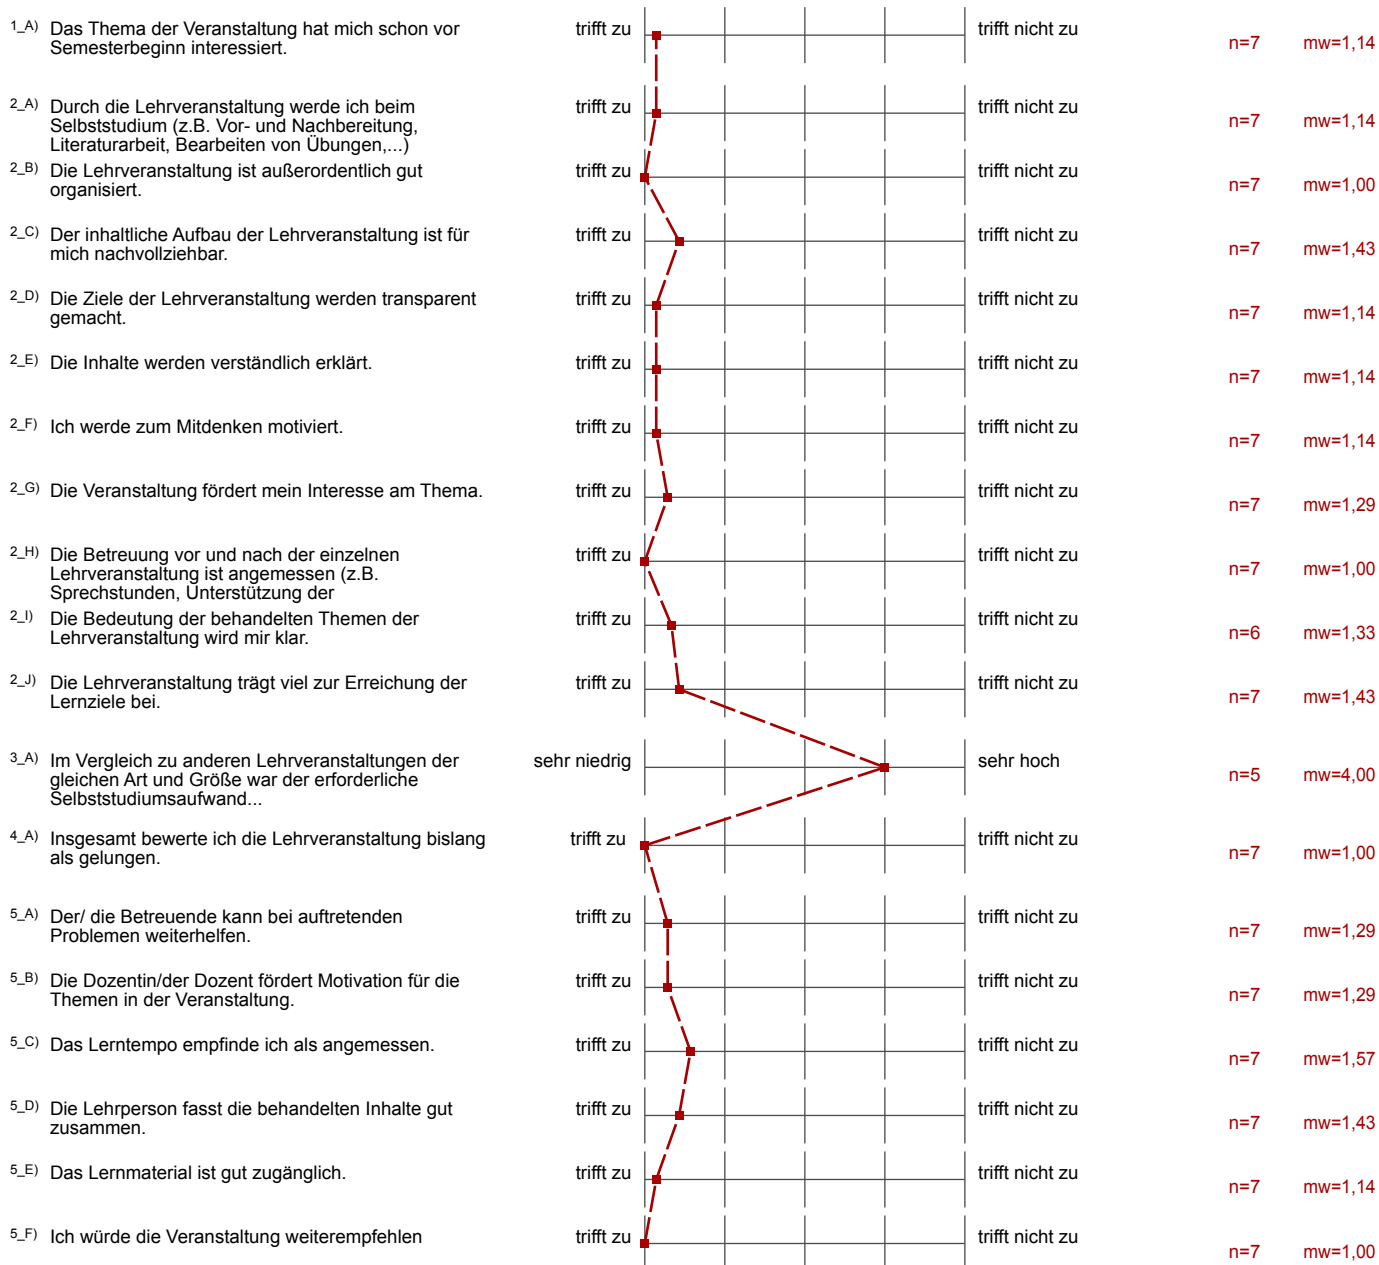 1_A) Das Thema der Veranstaltung hat mich schon vor
Semesterbeginn interessiert.
trifft zu
trifft nicht zu
n=7 mw=1,14
2_A) Durch die Lehrveranstaltung werde ich beim
Selbststudium (z.B. Vor- und Nachbereitung,
Literaturarbeit, Bearbeiten von Übungen,...)
trifft zu
trifft nicht zu
n=7 mw=1,14
2_B) Die Lehrveranstaltung ist außerordentlich gut
organisiert.
trifft zu
trifft nicht zu
n=7 mw=1,00
2_C) Der inhaltliche Aufbau der Lehrveranstaltung ist für
mich nachvollziehbar.
trifft zu
trifft nicht zu
n=7 mw=1,43
2_D) Die Ziele der Lehrveranstaltung werden transparent
gemacht.
trifft zu
trifft nicht zu
n=7 mw=1,14
2_E) Die Inhalte werden verständlich erklärt.
trifft zu
trifft nicht zu
n=7 mw=1,14
2_F) Ich werde zum Mitdenken motiviert.
trifft zu
trifft nicht zu
n=7 mw=1,14
2_G) Die Veranstaltung fördert mein Interesse am Thema.
trifft zu
trifft nicht zu
n=7 mw=1,29
2_H) Die Betreuung vor und nach der einzelnen
Lehrveranstaltung ist angemessen (z.B.
Sprechstunden, Unterstützung der
trifft zu
trifft nicht zu
n=7 mw=1,00
2_I) Die Bedeutung der behandelten Themen der
Lehrveranstaltung wird mir klar.
trifft zu
trifft nicht zu
n=6 mw=1,33
2_J) Die Lehrveranstaltung trägt viel zur Erreichung der
Lernziele bei.
trifft zu
trifft nicht zu
n=7 mw=1,43
3_A) Im Vergleich zu anderen Lehrveranstaltungen der
gleichen Art und Größe war der erforderliche
Selbststudiumsaufwand...
sehr niedrig
sehr hoch
n=5 mw=4,00
4_A) Insgesamt bewerte ich die Lehrveranstaltung bislang
als gelungen.
trifft zu
trifft nicht zu
n=7 mw=1,00
5_A) Der/ die Betreuende kann bei auftretenden
Problemen weiterhelfen.
trifft zu
trifft nicht zu
n=7 mw=1,29
5_B) Die Dozentin/der Dozent fördert Motivation für die
Themen in der Veranstaltung.
trifft zu
trifft nicht zu
n=7 mw=1,29
5_C) Das Lerntempo empfinde ich als angemessen.
trifft zu
trifft nicht zu
n=7 mw=1,57
5_D) Die Lehrperson fasst die behandelten Inhalte gut
zusammen.
trifft zu
trifft nicht zu
n=7 mw=1,43
5_E) Das Lernmaterial ist gut zugänglich.
trifft zu
trifft nicht zu
n=7 mw=1,14
5_F) Ich würde die Veranstaltung weiterempfehlen
trifft zu
trifft nicht zu
n=7 mw=1,00